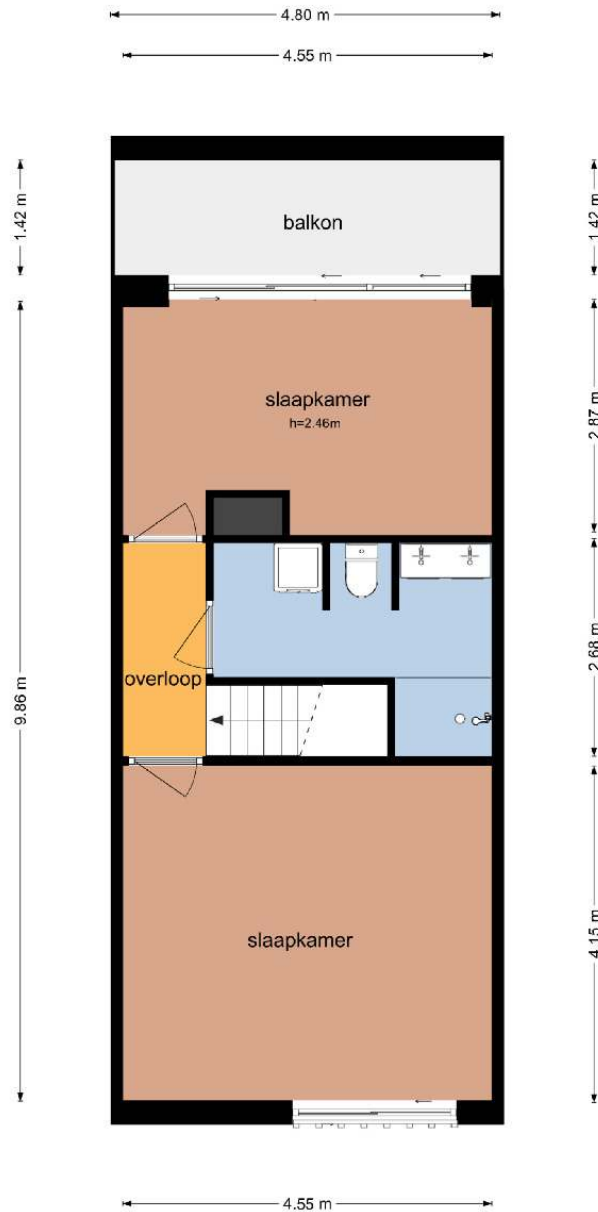 4.80 m
4.55 m
1.42 m
1.42 m
balkon
slaapkamer
h=2.46m
2.87 m
2.68 m
overloop
9.86 m
slaapkamer
4.15 m
4.55 m